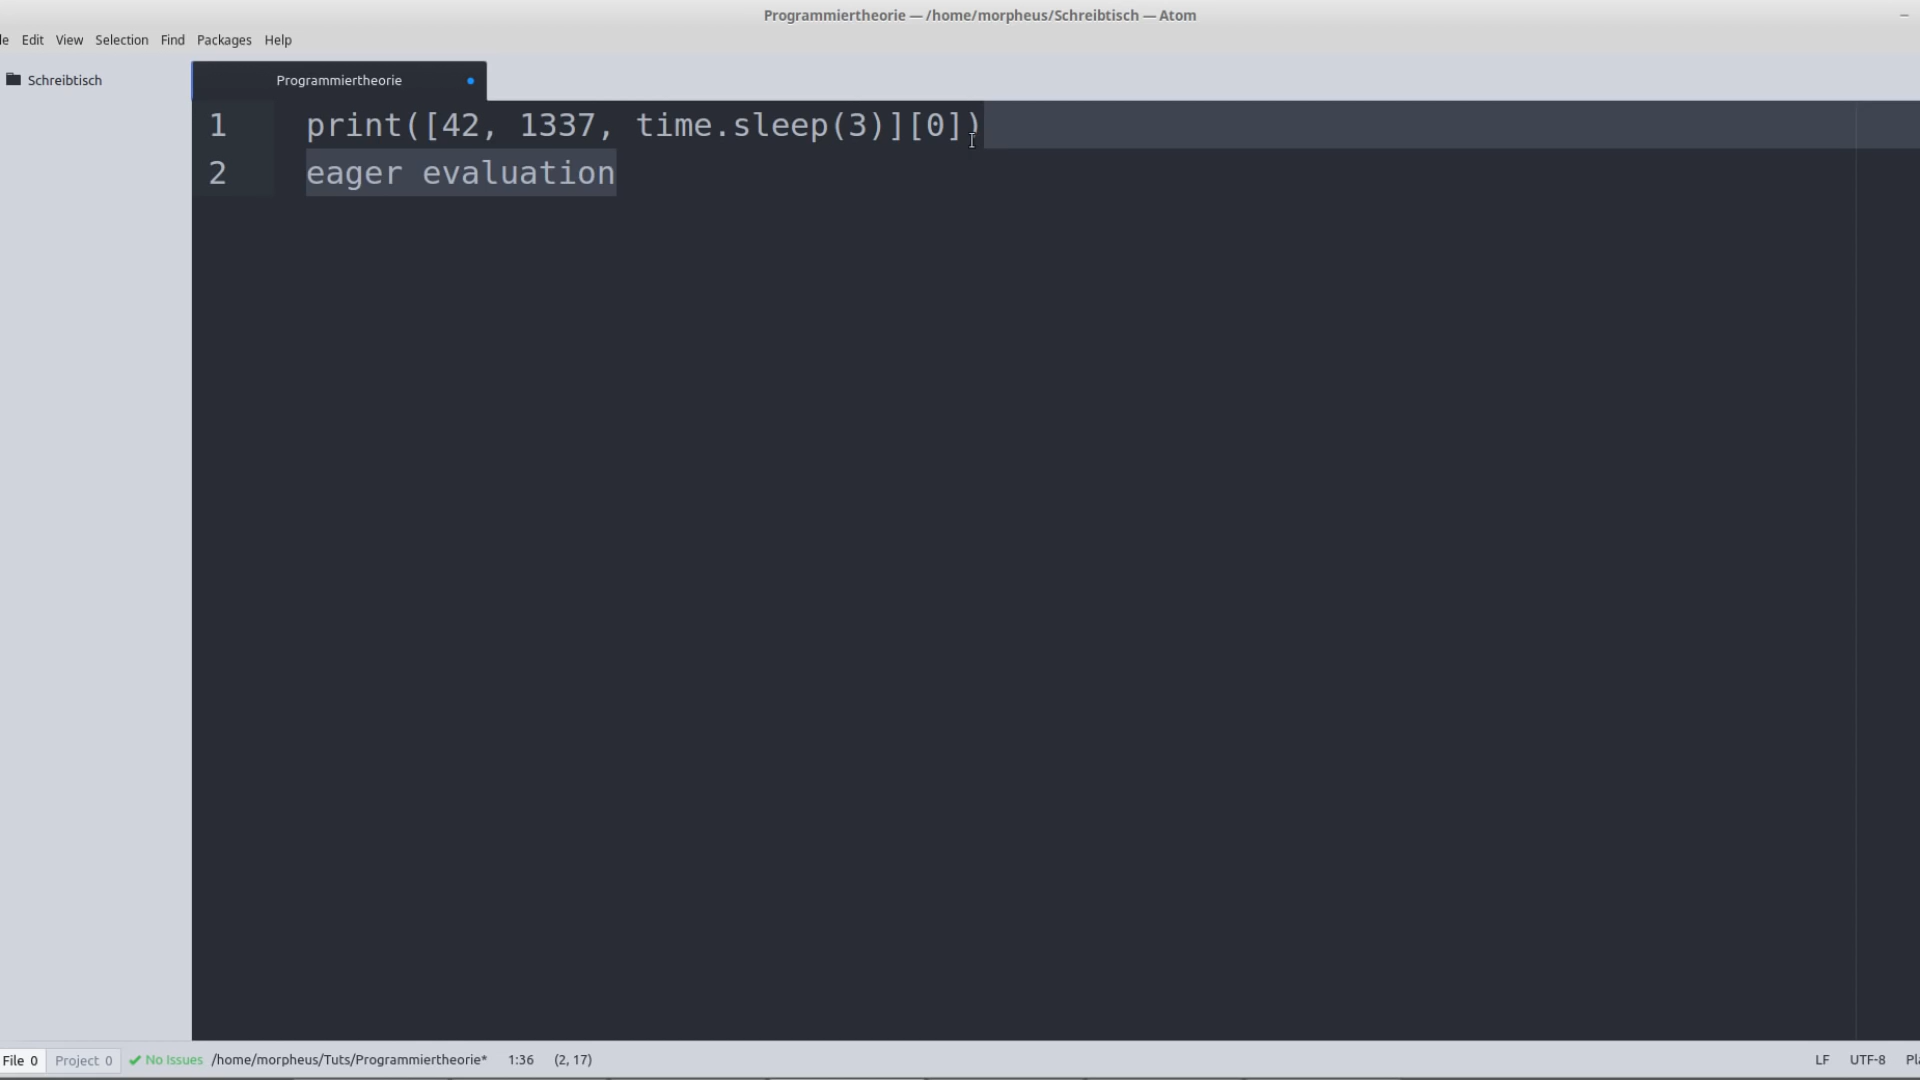 Programmiertheorie — /home/morpheus/Schreibtisch — Atom
Edit View Selection Find Packages Help
Schreibtisch
Programmiertheorie
1 print([42, 1337, time.sleep(3)][0])
2 eager evaluation
File 0 Project 0 No Issues /home/morpheus/Tuts/Programmiertheorie* 1:36 (2, 17) LF UTF-8